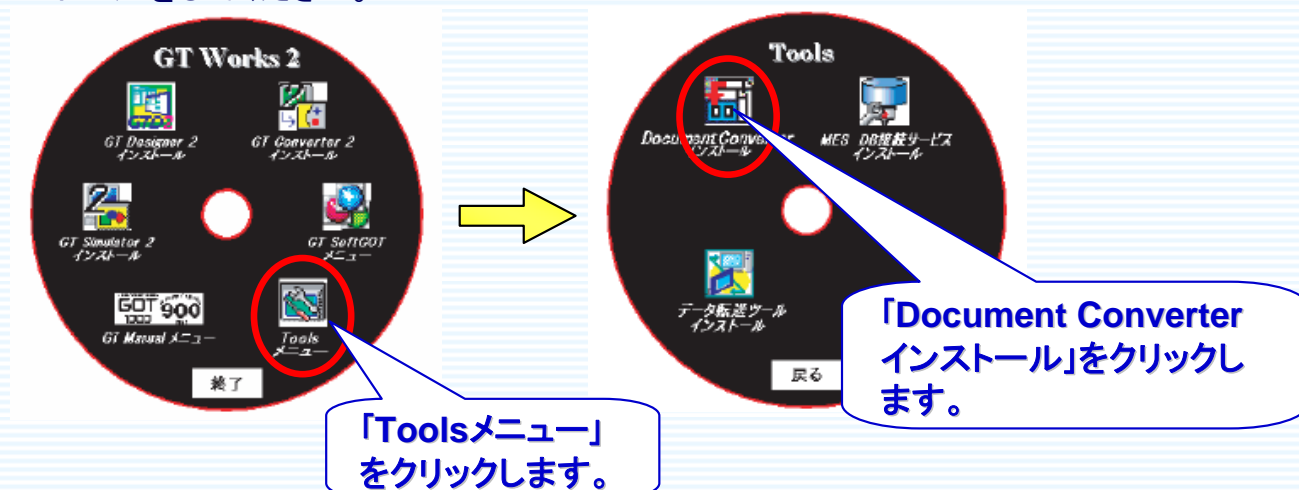 GT Works 2
GT Designer 2
インストール
GT Converter 2
インストール
GT Simulator 2
インストール
GT SoftGOT
メニュー
GOT 900
1000
GT Manual メニュー
Tools
メニュー
終了
「Toolsメニュー」
をクリックします。
Tools
Document Converter
インストール
MES DB接続サービス
インストール
データ転送ツール
インストール
戻る
「Document Converter
インストール」をクリックし
ます。